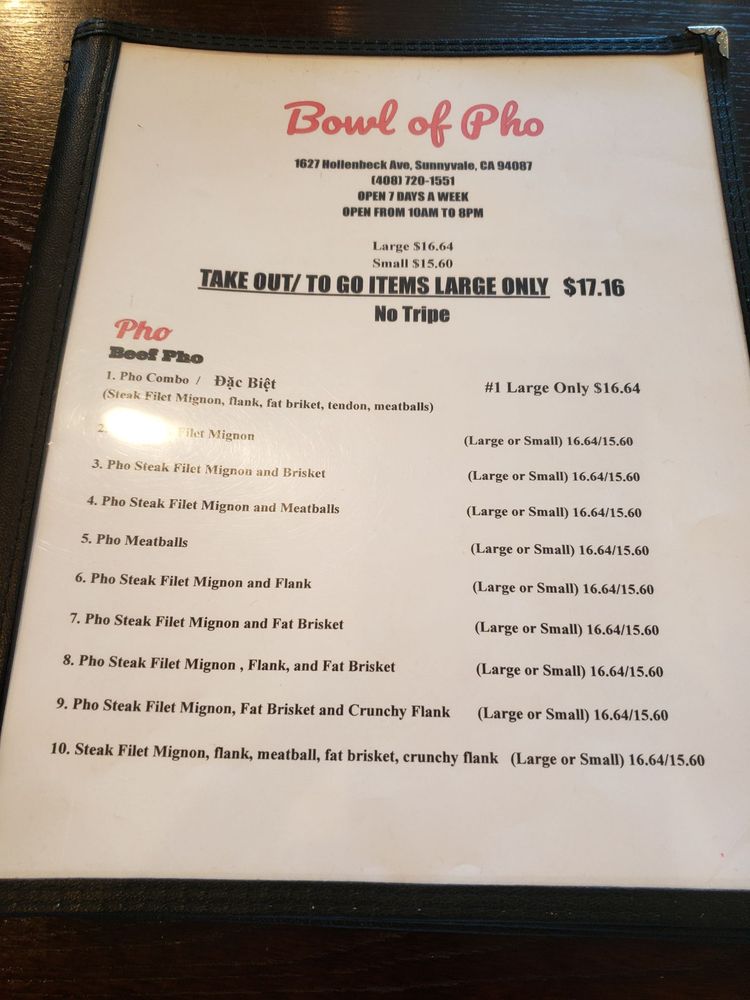 Bowl of Pho
1627 Hollenbeck Ave, Sunnyvale, CA 94087
(408) 720-1551
OPEN 7 DAYS A WEEK
OPEN FROM 10AM TO 8PM
Large $16.64
Small $15.60
TAKE OUT/ TO GO ITEMS LARGE ONLY $17.16
No Tripe
Pho
Beef Pho
1. Pho Combo / Đặc Biệt #1 Large Only $16.64
(Steak Filet Mignon, flank, fat briket, tendon, meatballs)
2. Filet Mignon (Large or Small) 16.64/15.60
3. Pho Steak Filet Mignon and Brisket (Large or Small) 16.64/15.60
4. Pho Steak Filet Mignon and Meatballs (Large or Small) 16.64/15.60
5. Pho Meatballs (Large or Small) 16.64/15.60
6. Pho Steak Filet Mignon and Flank (Large or Small) 16.64/15.60
7. Pho Steak Filet Mignon and Fat Brisket (Large or Small) 16.64/15.60
8. Pho Steak Filet Mignon , Flank, and Fat Brisket (Large or Small) 16.64/15.60
9. Pho Steak Filet Mignon, Fat Brisket and Crunchy Flank (Large or Small) 16.64/15.60
10. Steak Filet Mignon, flank, meatball, fat brisket, crunchy flank (Large or Small) 16.64/15.60